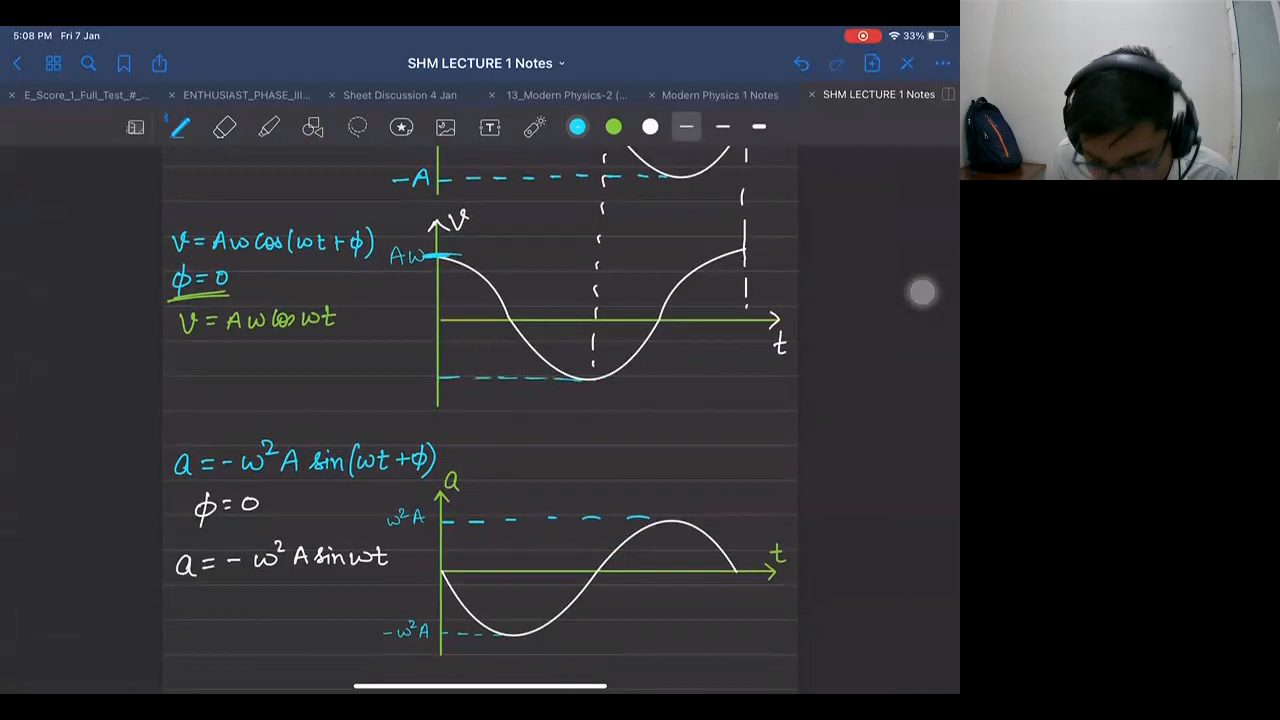 5:08 PM Fri 7 Jan
33%
SHM LECTURE 1 Notes
E_Score_1_Full_Test_#_...
ENTHUSIAST_PHASE_III...
Sheet Discussion 4 Jan
13_Modern Physics-2 (...
Modern Physics 1 Notes
SHM LECTURE 1 Notes
-A
v
v = Aω cos(ωt + φ)
Aω
φ = 0
v = Aω cos ωt
t
a = -ω² A sin(ωt + φ)
a
φ = 0
ω²A
a = -ω² A sin ωt
t
-ω²A